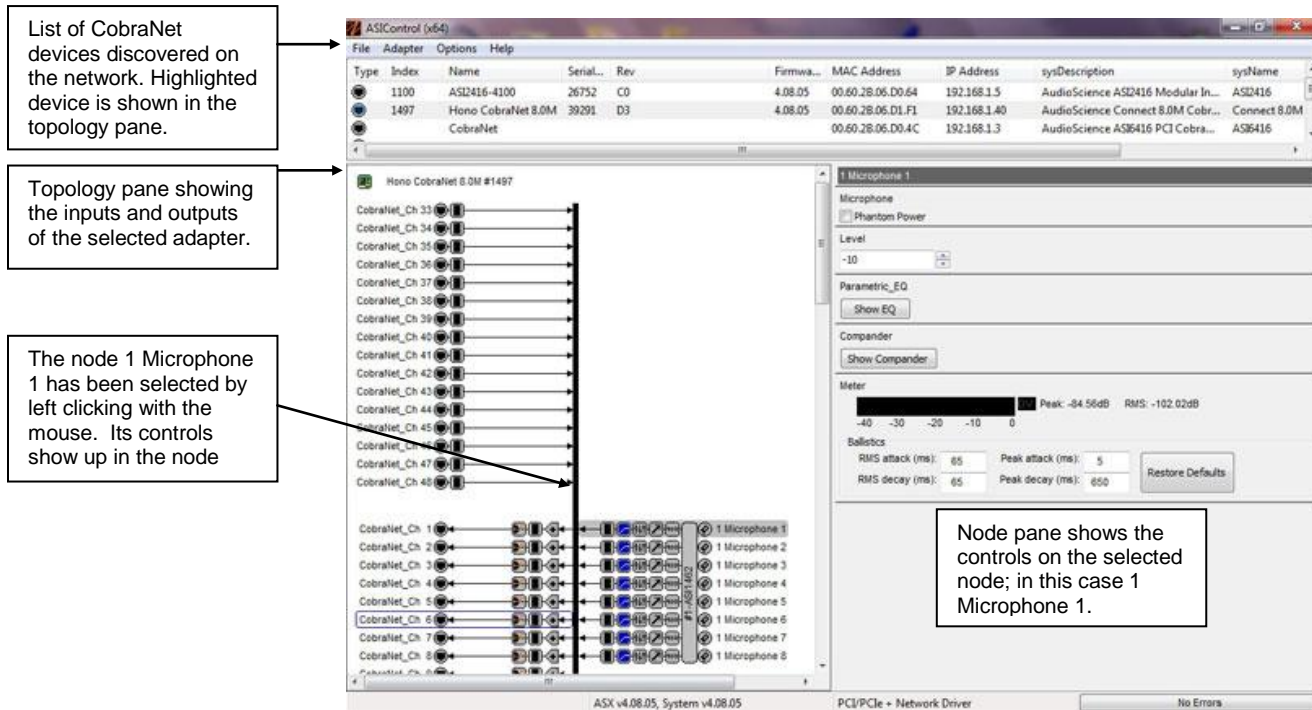 List of CobraNet
devices discovered on
the network. Highlighted
device is shown in the
topology pane.
Topology pane showing
the inputs and outputs
of the selected adapter.
The node 1 Microphone
1 has been selected by
left clicking with the
mouse. Its controls
show up in the node
ASIControl (x64)
File Adapter Options Help
Type Index Name Serial... Rev Firmwa... MAC Address IP Address sysDescription sysName
1100 ASI2416-4100 26752 C0 4.08.05 00.60.2B.06.D0.64 192.168.1.5 AudioScience ASI2416 Modular In... ASI2416
1497 Hono CobraNet 8.0M 39291 D3 4.08.05 00.60.2B.06.D1.F1 192.168.1.40 AudioScience Connect 8.0M Cobr... Connect 8.0M
CobraNet 00.60.2B.06.D0.4C 192.168.1.3 AudioScience ASI6416 PCI Cobra... ASI6416
Hono CobraNet 8.0M #1497
CobraNet_Ch 33
CobraNet_Ch 34
CobraNet_Ch 35
CobraNet_Ch 36
CobraNet_Ch 37
CobraNet_Ch 38
CobraNet_Ch 39
CobraNet_Ch 40
CobraNet_Ch 41
CobraNet_Ch 42
CobraNet_Ch 43
CobraNet_Ch 44
CobraNet_Ch 45
CobraNet_Ch 46
CobraNet_Ch 47
CobraNet_Ch 48
CobraNet_Ch 1 1 Microphone 1
CobraNet_Ch 2 1 Microphone 2
CobraNet_Ch 3 1 Microphone 3
CobraNet_Ch 4 1 Microphone 4
CobraNet_Ch 5 1 Microphone 5
CobraNet_Ch 6 1 Microphone 6
CobraNet_Ch 7 1 Microphone 7
CobraNet_Ch 8 1 Microphone 8
#1-ASI1462
1 Microphone 1
Microphone
Phantom Power
Level
-10
Parametric_EQ
Show EQ
Compander
Show Compander
Meter
Peak: -84.56dB RMS: -102.02dB
-40 -30 -20 -10 0
Ballistics
RMS attack (ms): 65 Peak attack (ms): 5
RMS decay (ms): 65 Peak decay (ms): 650
Restore Defaults
Node pane shows the
controls on the selected
node; in this case 1
Microphone 1.
ASX v4.08.05, System v4.08.05 PCI/PCIe + Network Driver No Errors